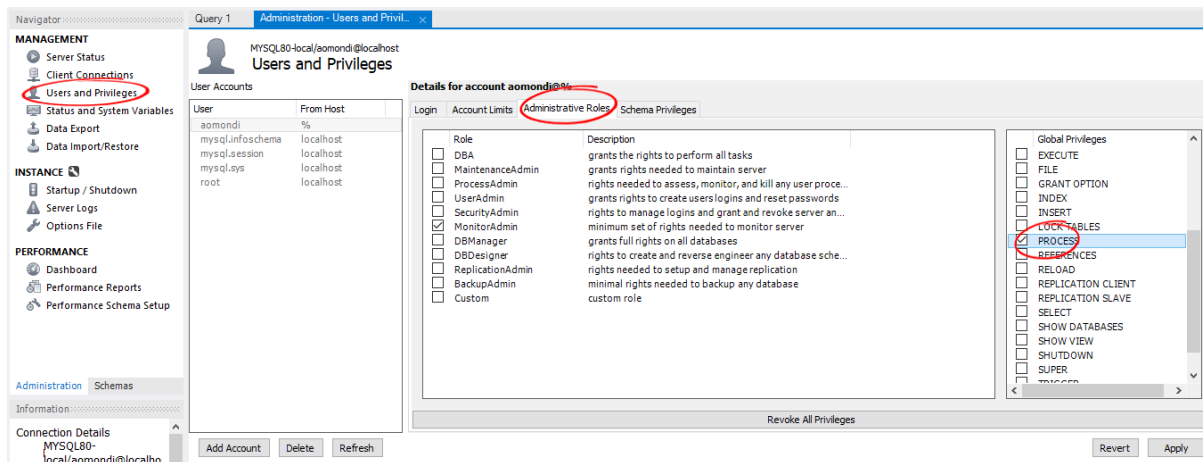 Navigator
MANAGEMENT
Server Status
Client Connections
Users and Privileges
Status and System Variables
Data Export
Data Import/Restore
INSTANCE
Startup / Shutdown
Server Logs
Options File
PERFORMANCE
Dashboard
Performance Reports
Performance Schema Setup
Administration Schemas
Information
Connection Details
MYSQL80-
local/aomondi@localho
Query 1 Administration - Users and Privil...
MYSQL80-local/aomondi@localhost
Users and Privileges
User Accounts
User From Host
aomondi %
mysql.infoschema localhost
mysql.session localhost
mysql.sys localhost
root localhost
Add Account Delete Refresh
Details for account aomondi@%
Login Account Limits Administrative Roles Schema Privileges
Role Description
DBA grants the rights to perform all tasks
MaintenanceAdmin grants rights needed to maintain server
ProcessAdmin rights needed to assess, monitor, and kill any user proce...
UserAdmin grants rights to create users logins and reset passwords
SecurityAdmin rights to manage logins and grant and revoke server an...
MonitorAdmin minimum set of rights needed to monitor server
DBManager grants full rights on all databases
DBDesigner rights to create and reverse engineer any database sche...
ReplicationAdmin rights needed to setup and manage replication
BackupAdmin minimal rights needed to backup any database
Custom custom role
Global Privileges
EXECUTE
FILE
GRANT OPTION
INDEX
INSERT
LOCK TABLES
PROCESS
REFERENCES
RELOAD
REPLICATION CLIENT
REPLICATION SLAVE
SELECT
SHOW DATABASES
SHOW VIEW
SHUTDOWN
SUPER
TRIGGER
Revoke All Privileges
Revert Apply